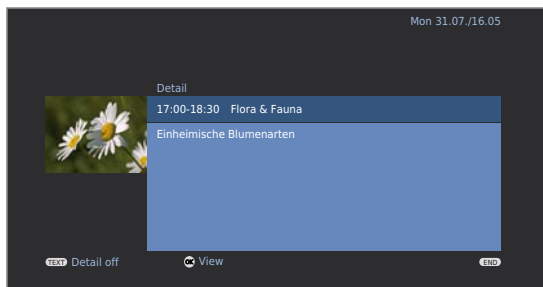 Mon 31.07./16.05
Detail
17:00-18:30 Flora & Fauna
Einheimische Blumenarten
TEXT Detail off OK View END